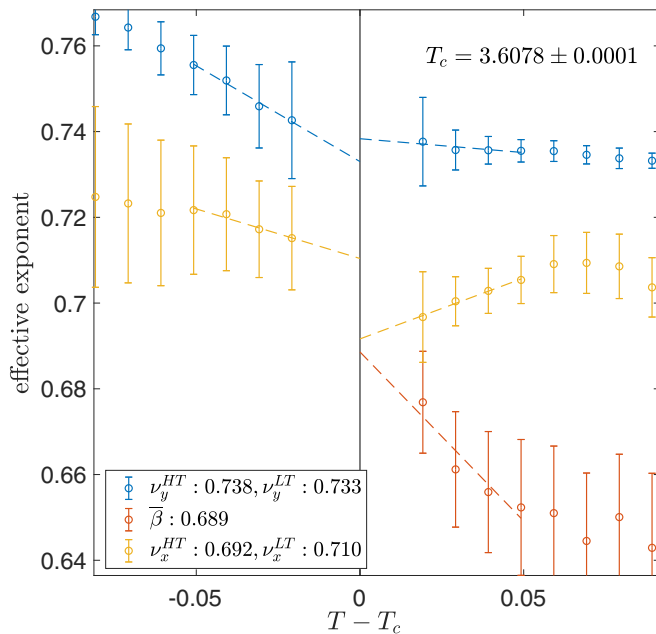 0.76
0.74
0.72
0.7
0.68
0.66
0.64
effective exponent
T_c = 3.6078 ± 0.0001
ν_y^{HT} : 0.738, ν_y^{LT} : 0.733
β̅ : 0.689
ν_x^{HT} : 0.692, ν_x^{LT} : 0.710
-0.05 0 0.05
T − T_c